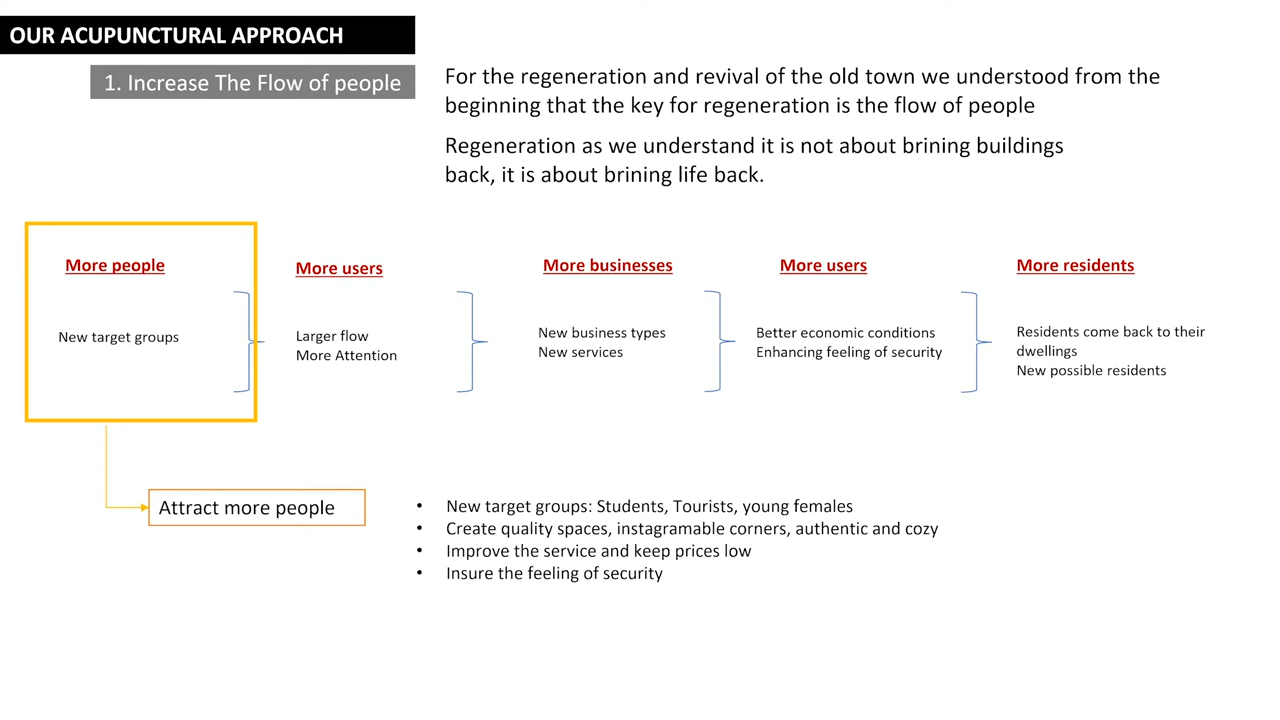 OUR ACUPUNCTURAL APPROACH
1. Increase The Flow of people
For the regeneration and revival of the old town we understood from the
beginning that the key for regeneration is the flow of people
Regeneration as we understand it is not about brining buildings
back, it is about brining life back.
More people
New target groups
More users
Larger flow
More Attention
More businesses
New business types
New services
More users
Better economic conditions
Enhancing feeling of security
More residents
Residents come back to their
dwellings
New possible residents
Attract more people
• New target groups: Students, Tourists, young females
• Create quality spaces, instagramable corners, authentic and cozy
• Improve the service and keep prices low
• Insure the feeling of security